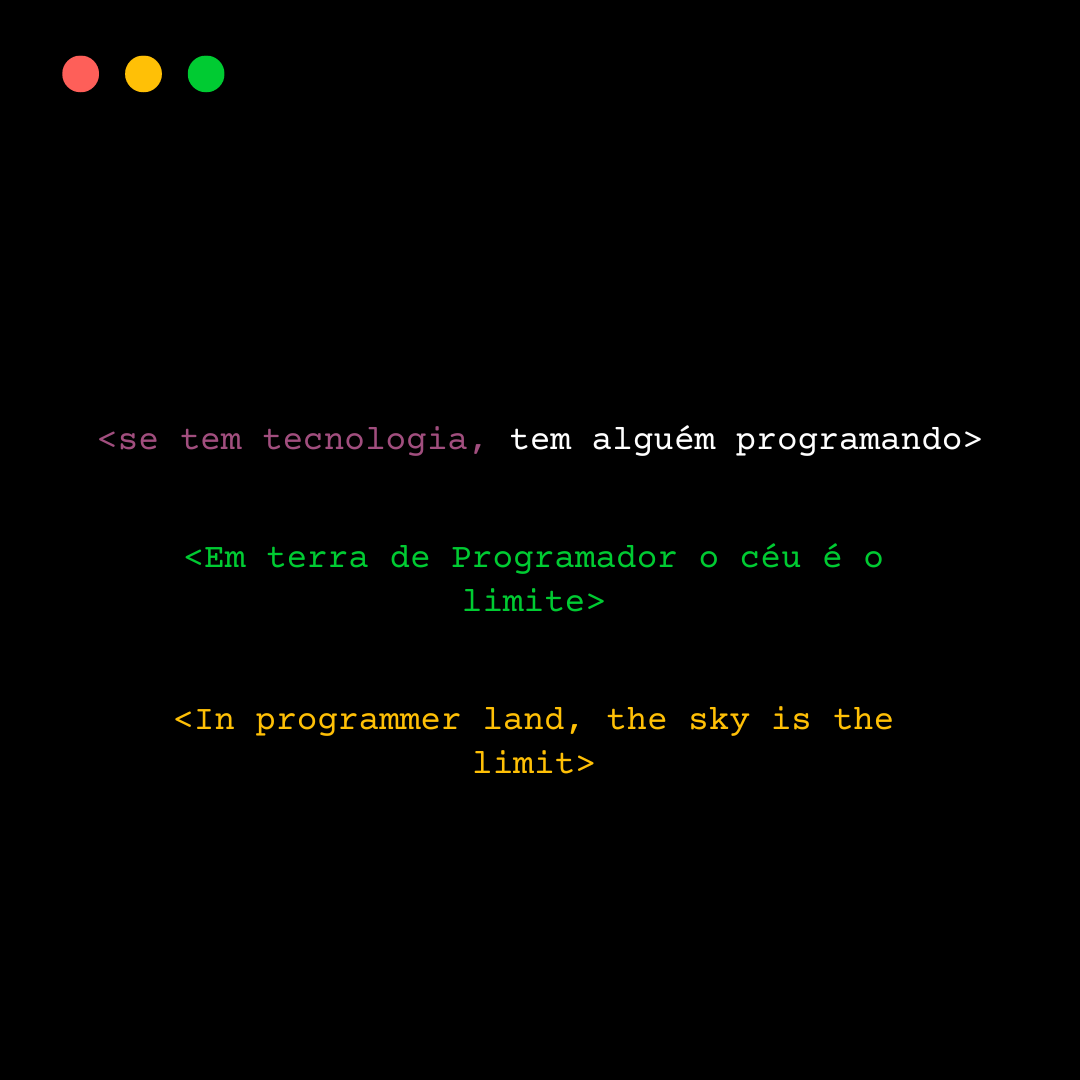 <se tem tecnologia, tem alguém programando>
<Em terra de Programador o céu é o
limite>
<In programmer land, the sky is the
limit>